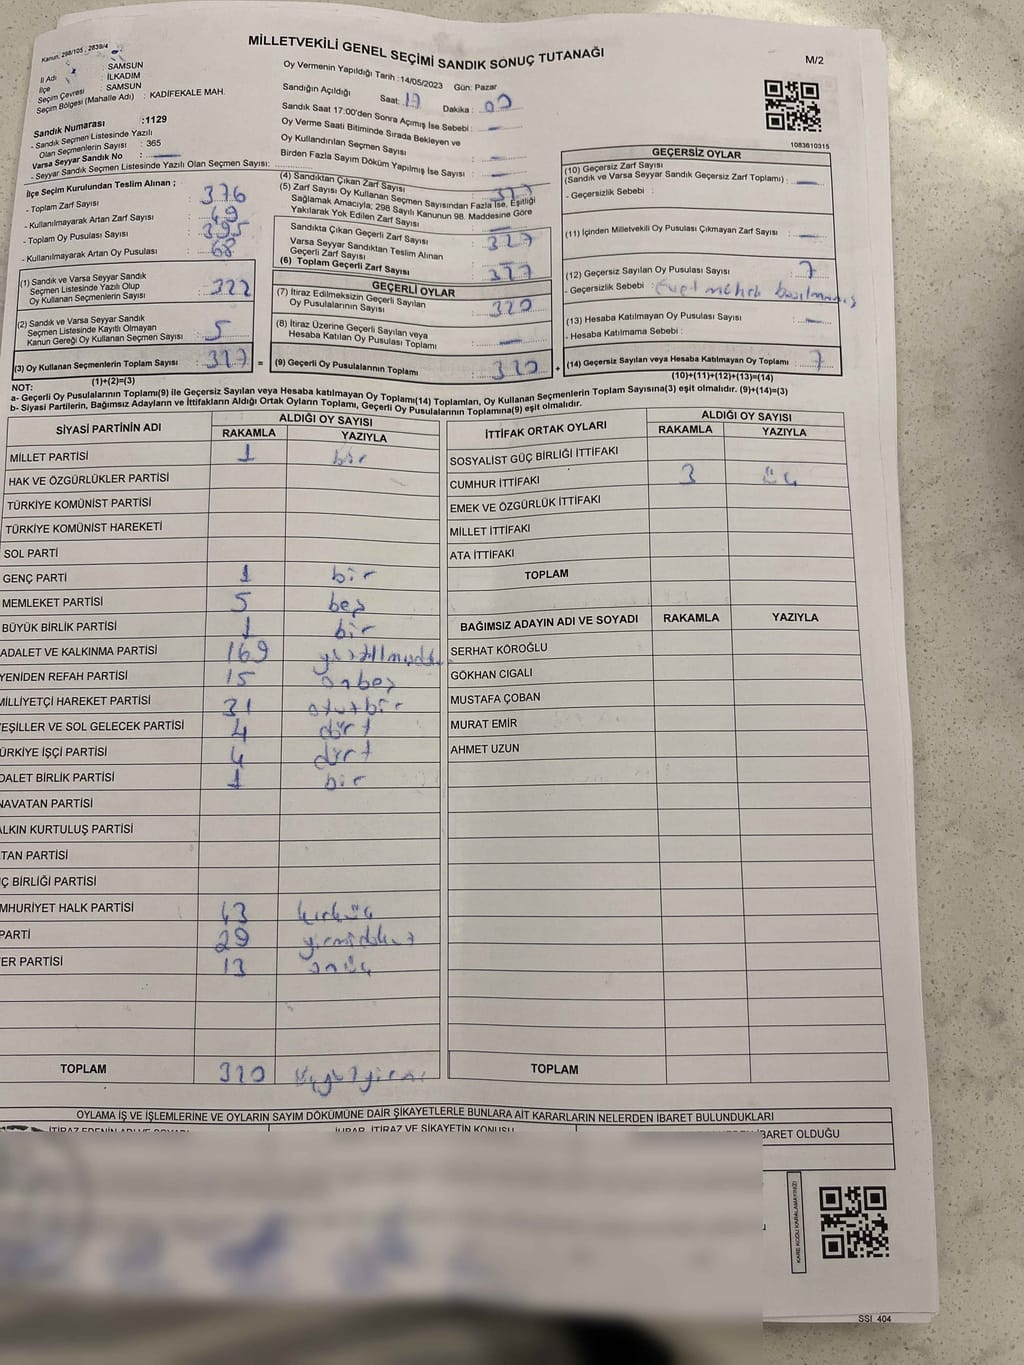 Kanun, 298/105 , 2839/4
MİLLETVEKİLİ GENEL SEÇİMİ SANDIK SONUÇ TUTANAĞI
M/2
İl Adı : SAMSUN
İlçe : İLKADIM
Seçim Çevresi : SAMSUN
Seçim Bölgesi (Mahalle Adı) : KADİFEKALE MAH.
Sandık Numarası :1129
- Sandık Seçmen Listesinde Yazılı
Olan Seçmenlerin Sayısı : 365
Varsa Seyyar Sandık No :
- Seyyar Sandık Seçmen Listesinde Yazılı Olan Seçmen Sayısı:
Oy Vermenin Yapıldığı Tarih :14/05/2023 Gün: Pazar
Sandığın Açıldığı Saat: 17 Dakika : 00
Sandık Saat 17:00'den Sonra Açımış İse Sebebi : —
Oy Verme Saati Bitiminde Sırada Bekleyen ve
Oy Kullandırılan Seçmen Sayısı : —
Birden Fazla Sayım Döküm Yapılmış İse Sayısı : —
1083610315
İlçe Seçim Kurulundan Teslim Alınan ;
- Toplam Zarf Sayısı : 376
- Kullanılmayarak Artan Zarf Sayısı : 49
- Toplam Oy Pusulası Sayısı : 395
- Kullanılmayarak Artan Oy Pusulası : 68
(1) Sandık ve Varsa Seyyar Sandık
Seçmen Listesinde Yazılı Olup
Oy Kullanan Seçmenlerin Sayısı : 322
(2) Sandık ve Varsa Seyyar Sandık
Seçmen Listesinde Kayıtlı Olmayan
Kanun Gereği Oy Kullanan Seçmen Sayısı : 5
(3) Oy Kullanan Seçmenlerin Toplam Sayısı : 327 =
(1)+(2)=(3)
(4) Sandıktan Çıkan Zarf Sayısı : 327
(5) Zarf Sayısı Oy Kullanan Seçmen Sayısından Fazla İse, Eşitliği
Sağlamak Amacıyla; 298 Sayılı Kanunun 98. Maddesine Göre
Yakılarak Yok Edilen Zarf Sayısı : —
Sandıkta Çıkan Geçerli Zarf Sayısı : 327
Varsa Seyyar Sandıktan Teslim Alınan
Geçerli Zarf Sayısı :
(6) Toplam Geçerli Zarf Sayısı : 327
GEÇERLİ OYLAR
(7) İtiraz Edilmeksizin Geçerli Sayılan
Oy Pusulalarının Sayısı : 320
(8) İtiraz Üzerine Geçerli Sayılan veya
Hesaba Katılan Oy Pusulası Toplamı : —
(9) Geçerli Oy Pusulalarının Toplamı : 320 +
GEÇERSİZ OYLAR
(10) Geçersiz Zarf Sayısı
(Sandık ve Varsa Seyyar Sandık Geçersiz Zarf Toplamı) : —
- Geçersizlik Sebebi :
(11) İçinden Milletvekili Oy Pusulası Çıkmayan Zarf Sayısı : —
(12) Geçersiz Sayılan Oy Pusulası Sayısı : 7
- Geçersizlik Sebebi : Evet mührü basılmamış
(13) Hesaba Katılmayan Oy Pusulası Sayısı : —
- Hesaba Katılmama Sebebi :
(14) Geçersiz Sayılan veya Hesaba Katılmayan Oy Toplamı : 7
(10)+(11)+(12)+(13)=(14)
NOT:
a- Geçerli Oy Pusulalarının Toplamı(9) ile Geçersiz Sayılan veya Hesaba katılmayan Oy Toplamı(14) Toplamları, Oy Kullanan Seçmenlerin Toplam Sayısına(3) eşit olmalıdır. (9)+(14)=(3)
b- Siyasi Partilerin, Bağımsız Adayların ve İttifakların Aldığı Ortak Oyların Toplamı, Geçerli Oy Pusulalarının Toplamına(9) eşit olmalıdır.
SİYASİ PARTİNİN ADI ALDIĞI OY SAYISI
RAKAMLA YAZIYLA
MİLLET PARTİSİ 1 bir
HAK VE ÖZGÜRLÜKLER PARTİSİ
TÜRKİYE KOMÜNİST PARTİSİ
TÜRKİYE KOMÜNİST HAREKETİ
SOL PARTİ
GENÇ PARTİ 1 bir
MEMLEKET PARTİSİ 5 beş
BÜYÜK BİRLİK PARTİSİ 1 bir
ADALET VE KALKINMA PARTİSİ 169
YENİDEN REFAH PARTİSİ 15 onbeş
MİLLİYETÇİ HAREKET PARTİSİ 31 otuzbir
EŞİLLER VE SOL GELECEK PARTİSİ 4 dört
ÜRKİYE İŞÇİ PARTİSİ 4 dört
DALET BİRLİK PARTİSİ 1 bir
NAVATAN PARTİSİ
ALKIN KURTULUŞ PARTİSİ
TAN PARTİSİ
Ç BİRLİĞİ PARTİSİ
MHURİYET HALK PARTİSİ 43 kırküç
PARTİ 29 yirmidokuz
ER PARTİSİ 13 onüç
TOPLAM 320 üçyüzyirmi
İTTİFAK ORTAK OYLARI ALDIĞI OY SAYISI
RAKAMLA YAZIYLA
SOSYALİST GÜÇ BİRLİĞİ İTTİFAKI
CUMHUR İTTİFAKI 3 üç
EMEK VE ÖZGÜRLÜK İTTİFAKI
MİLLET İTTİFAKI
ATA İTTİFAKI
TOPLAM
BAĞIMSIZ ADAYIN ADI VE SOYADI RAKAMLA YAZIYLA
SERHAT KÖROĞLU
GÖKHAN CIGALI
MUSTAFA ÇOBAN
MURAT EMİR
AHMET UZUN
TOPLAM
OYLAMA İŞ VE İŞLEMLERİNE VE OYLARIN SAYIM DÖKÜMÜNE DAİR ŞİKAYETLERLE BUNLARA AİT KARARLARIN NELERDEN İBARET BULUNDUKLARI
İTİRAZ EDENİN ADI VE SOYADI
İHBAR, İTİRAZ VE ŞİKAYETİN KONUSU
İBARET OLDUĞU
KARE KODU KARALAMAYINIZ!
SSI_404